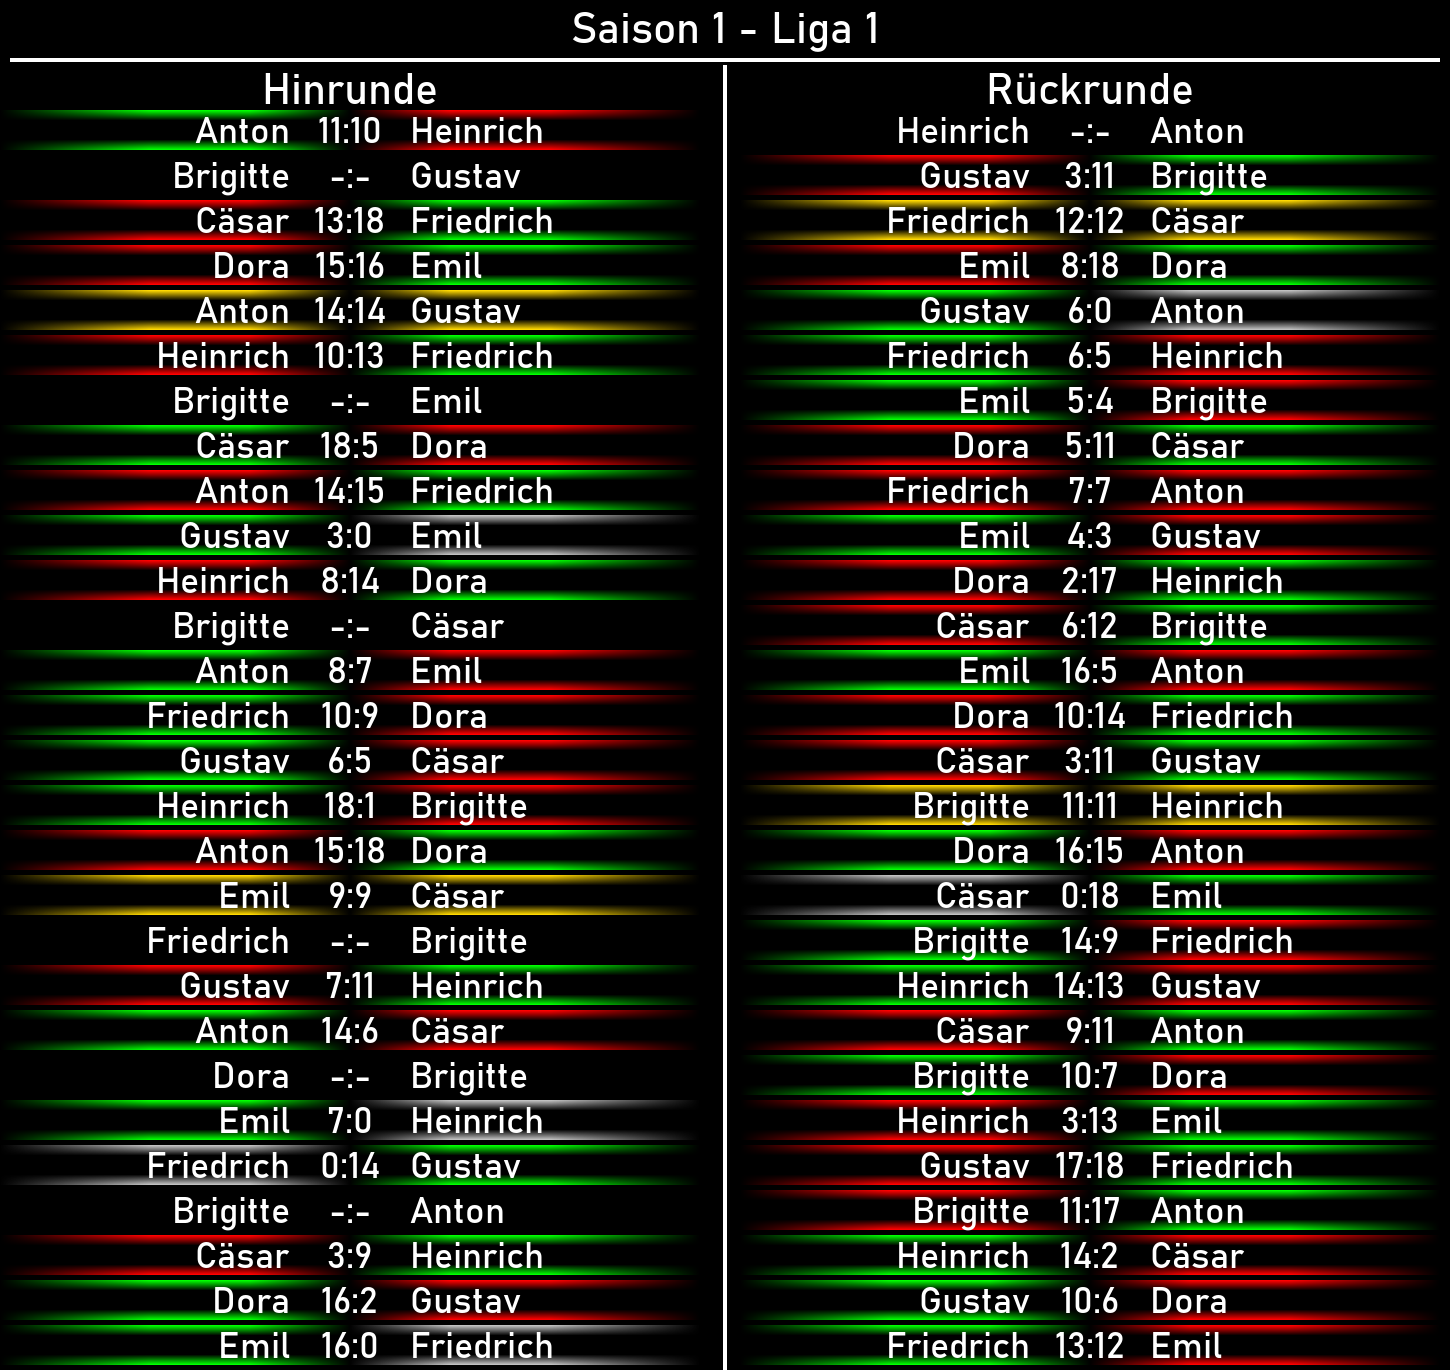 Saison 1 - Liga 1
Hinrunde
Anton 11:10 Heinrich
Brigitte -:- Gustav
Cäsar 13:18 Friedrich
Dora 15:16 Emil
Anton 14:14 Gustav
Heinrich 10:13 Friedrich
Brigitte -:- Emil
Cäsar 18:5 Dora
Anton 14:15 Friedrich
Gustav 3:0 Emil
Heinrich 8:14 Dora
Brigitte -:- Cäsar
Anton 8:7 Emil
Friedrich 10:9 Dora
Gustav 6:5 Cäsar
Heinrich 18:1 Brigitte
Anton 15:18 Dora
Emil 9:9 Cäsar
Friedrich -:- Brigitte
Gustav 7:11 Heinrich
Anton 14:6 Cäsar
Dora -:- Brigitte
Emil 7:0 Heinrich
Friedrich 0:14 Gustav
Brigitte -:- Anton
Cäsar 3:9 Heinrich
Dora 16:2 Gustav
Emil 16:0 Friedrich
Rückrunde
Heinrich -:- Anton
Gustav 3:11 Brigitte
Friedrich 12:12 Cäsar
Emil 8:18 Dora
Gustav 6:0 Anton
Friedrich 6:5 Heinrich
Emil 5:4 Brigitte
Dora 5:11 Cäsar
Friedrich 7:7 Anton
Emil 4:3 Gustav
Dora 2:17 Heinrich
Cäsar 6:12 Brigitte
Emil 16:5 Anton
Dora 10:14 Friedrich
Cäsar 3:11 Gustav
Brigitte 11:11 Heinrich
Dora 16:15 Anton
Cäsar 0:18 Emil
Brigitte 14:9 Friedrich
Heinrich 14:13 Gustav
Cäsar 9:11 Anton
Brigitte 10:7 Dora
Heinrich 3:13 Emil
Gustav 17:18 Friedrich
Brigitte 11:17 Anton
Heinrich 14:2 Cäsar
Gustav 10:6 Dora
Friedrich 13:12 Emil